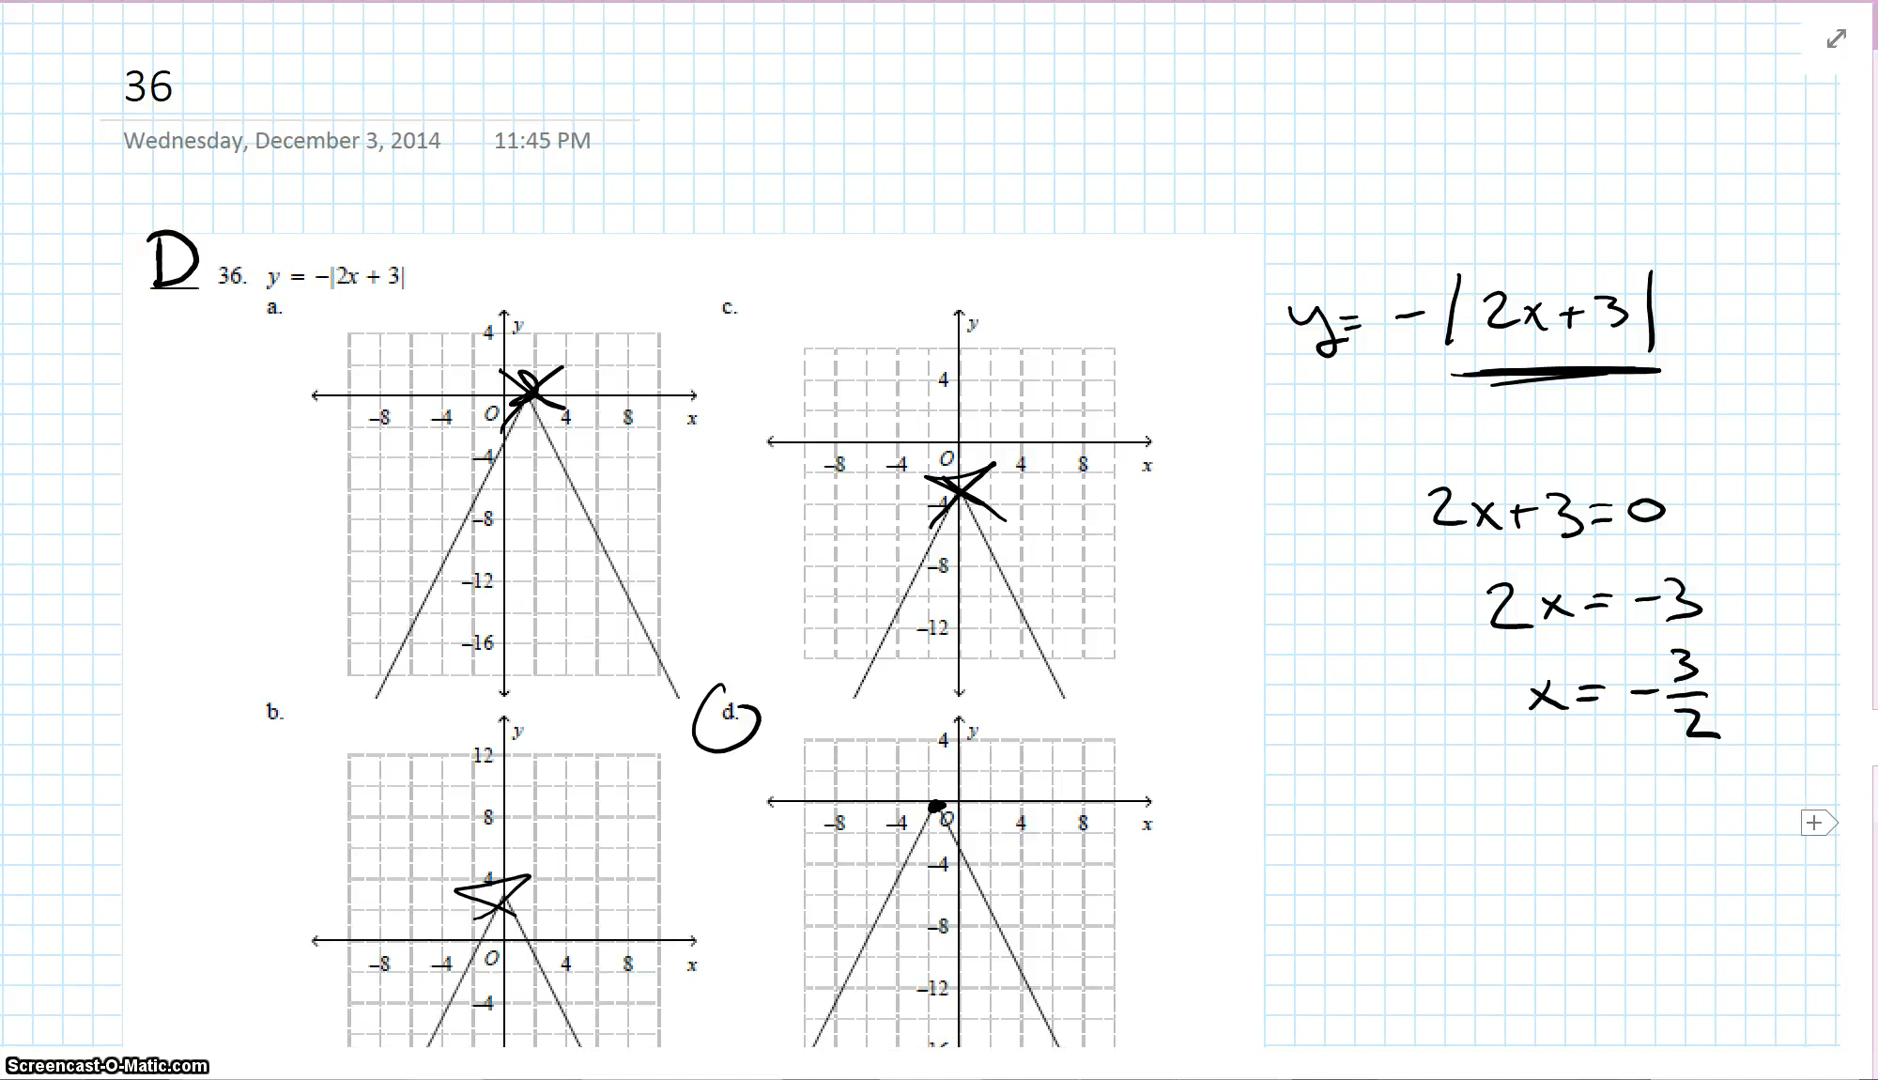 36
Wednesday, December 3, 2014 11:45 PM
D 36. y = −|2x + 3|
a.
y
4
−8 −4 O 4 8 x
−4
−8
−12
−16
c.
y
4
−8 −4 O 4 8 x
−4
−8
−12
b.
y
12
8
4
−8 −4 O 4 8 x
−4
d.
y
4
−8 −4 O 4 8 x
−4
−8
−12
y = -|2x+3|
2x+3=0
2x = -3
x = -3/2
Screencast-O-Matic.com